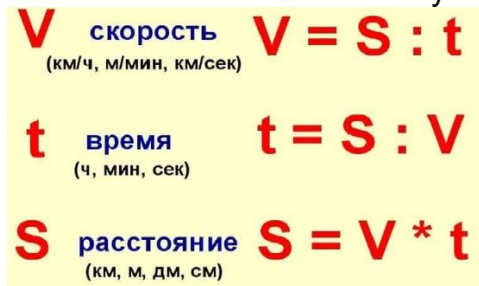 V скорость V = S : t
(км/ч, м/мин, км/сек)
t время t = S : V
(ч, мин, сек)
S расстояние S = V * t
(км, м, дм, см)